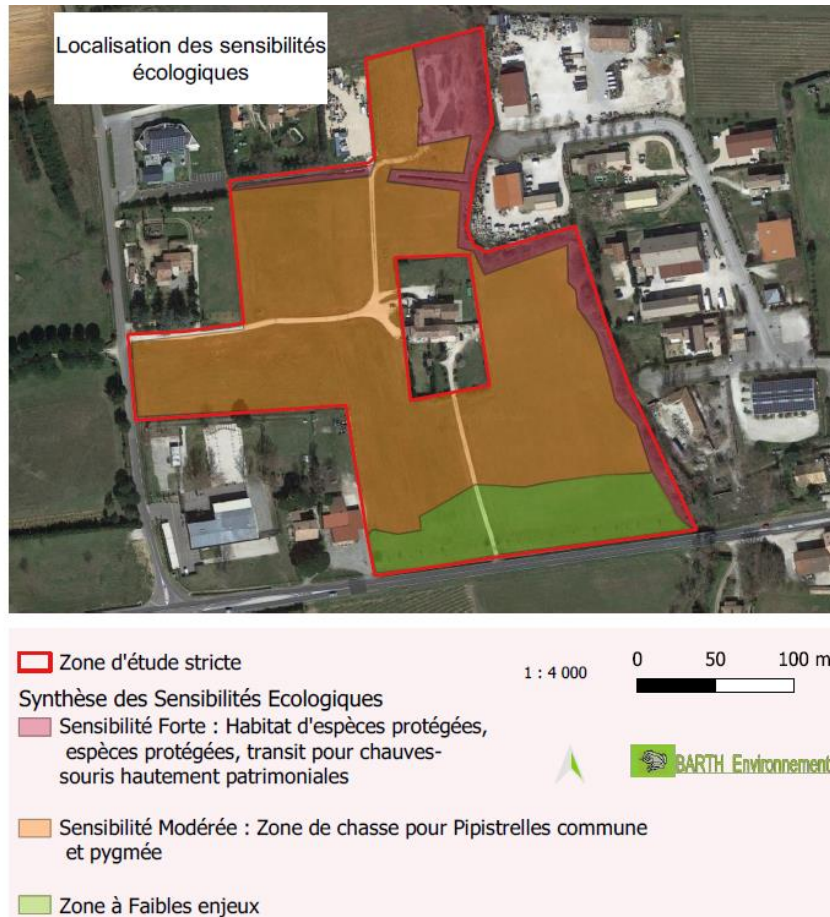 Localisation des sensibilités
écologiques
Zone d'étude stricte
1 : 4 000
0 50 100 m
Synthèse des Sensibilités Ecologiques
Sensibilité Forte : Habitat d'espèces protégées,
espèces protégées, transit pour chauves-
souris hautement patrimoniales
BARTH Environnement
Sensibilité Modérée : Zone de chasse pour Pipistrelles commune
et pygmée
Zone à Faibles enjeux